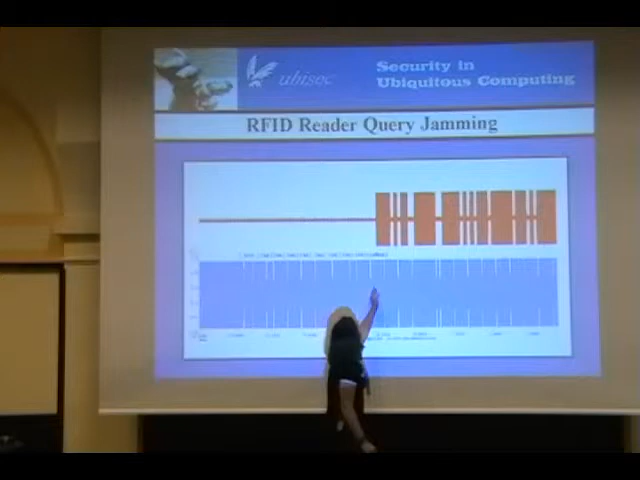 ubisec
Security in
Ubiquitous Computing
RFID Reader Query Jamming